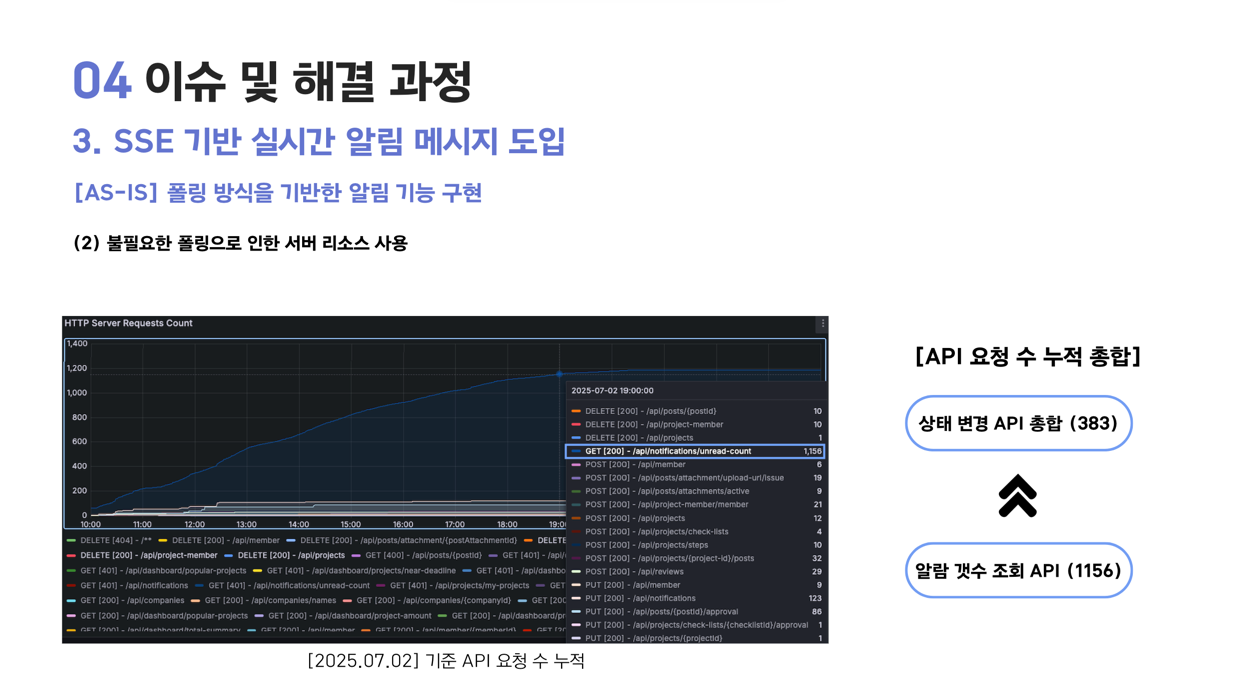 04 이슈 및 해결 과정
3. SSE 기반 실시간 알림 메시지 도입
[AS-IS] 폴링 방식을 기반한 알림 기능 구현
(2) 불필요한 폴링으로 인한 서버 리소스 사용
HTTP Server Requests Count
1,400
1,200
1,000
800
600
400
200
0
10:00 11:00 12:00 13:00 14:00 15:00 16:00 17:00 18:00 19:0
2025-07-02 19:00:00
DELETE [200] - /api/posts/{postId} 10
DELETE [200] - /api/project-member 10
DELETE [200] - /api/projects 1
GET [200] - /api/notifications/unread-count 1,156
POST [200] - /api/member 6
POST [200] - /api/posts/attachment/upload-url/issue 19
POST [200] - /api/posts/attachments/active 9
POST [200] - /api/project-member/member 21
POST [200] - /api/projects 12
POST [200] - /api/projects/check-lists 4
POST [200] - /api/projects/steps 10
POST [200] - /api/projects/{project-id}/posts 32
POST [200] - /api/reviews 29
PUT [200] - /api/member 9
PUT [200] - /api/notifications 123
PUT [200] - /api/posts/{postId}/approval 86
PUT [200] - /api/projects/check-lists/{checklistId}/approval 1
PUT [200] - /api/projects/{projectId} 1
DELETE [404] - /** DELETE [200] - /api/member DELETE [200] - /api/posts/attachment/{postAttachmentId} DELE
DELETE [200] - /api/project-member DELETE [200] - /api/projects GET [400] - /api/posts/{postId} GET [401] - /api/
GET [401] - /api/dashboard/popular-projects GET [401] - /api/dashboard/projects/near-deadline GET [401] - /api/d
GET [401] - /api/notifications GET [401] - /api/notifications/unread-count GET [401] - /api/projects/my-projects GET
GET [200] - /api/companies GET [200] - /api/companies/names GET [200] - /api/companies/{companyId} GET [200
GET [200] - /api/dashboard/popular-projects GET [200] - /api/dashboard/project-amount GET [200] - /api/dashboard/pr
GET [200] - /api/dashboard/total-summary GET [200] - /api/member GET [200] - /api/member/{memberId} GET [
[2025.07.02] 기준 API 요청 수 누적
[API 요청 수 누적 총합]
상태 변경 API 총합 (383)
알람 갯수 조회 API (1156)